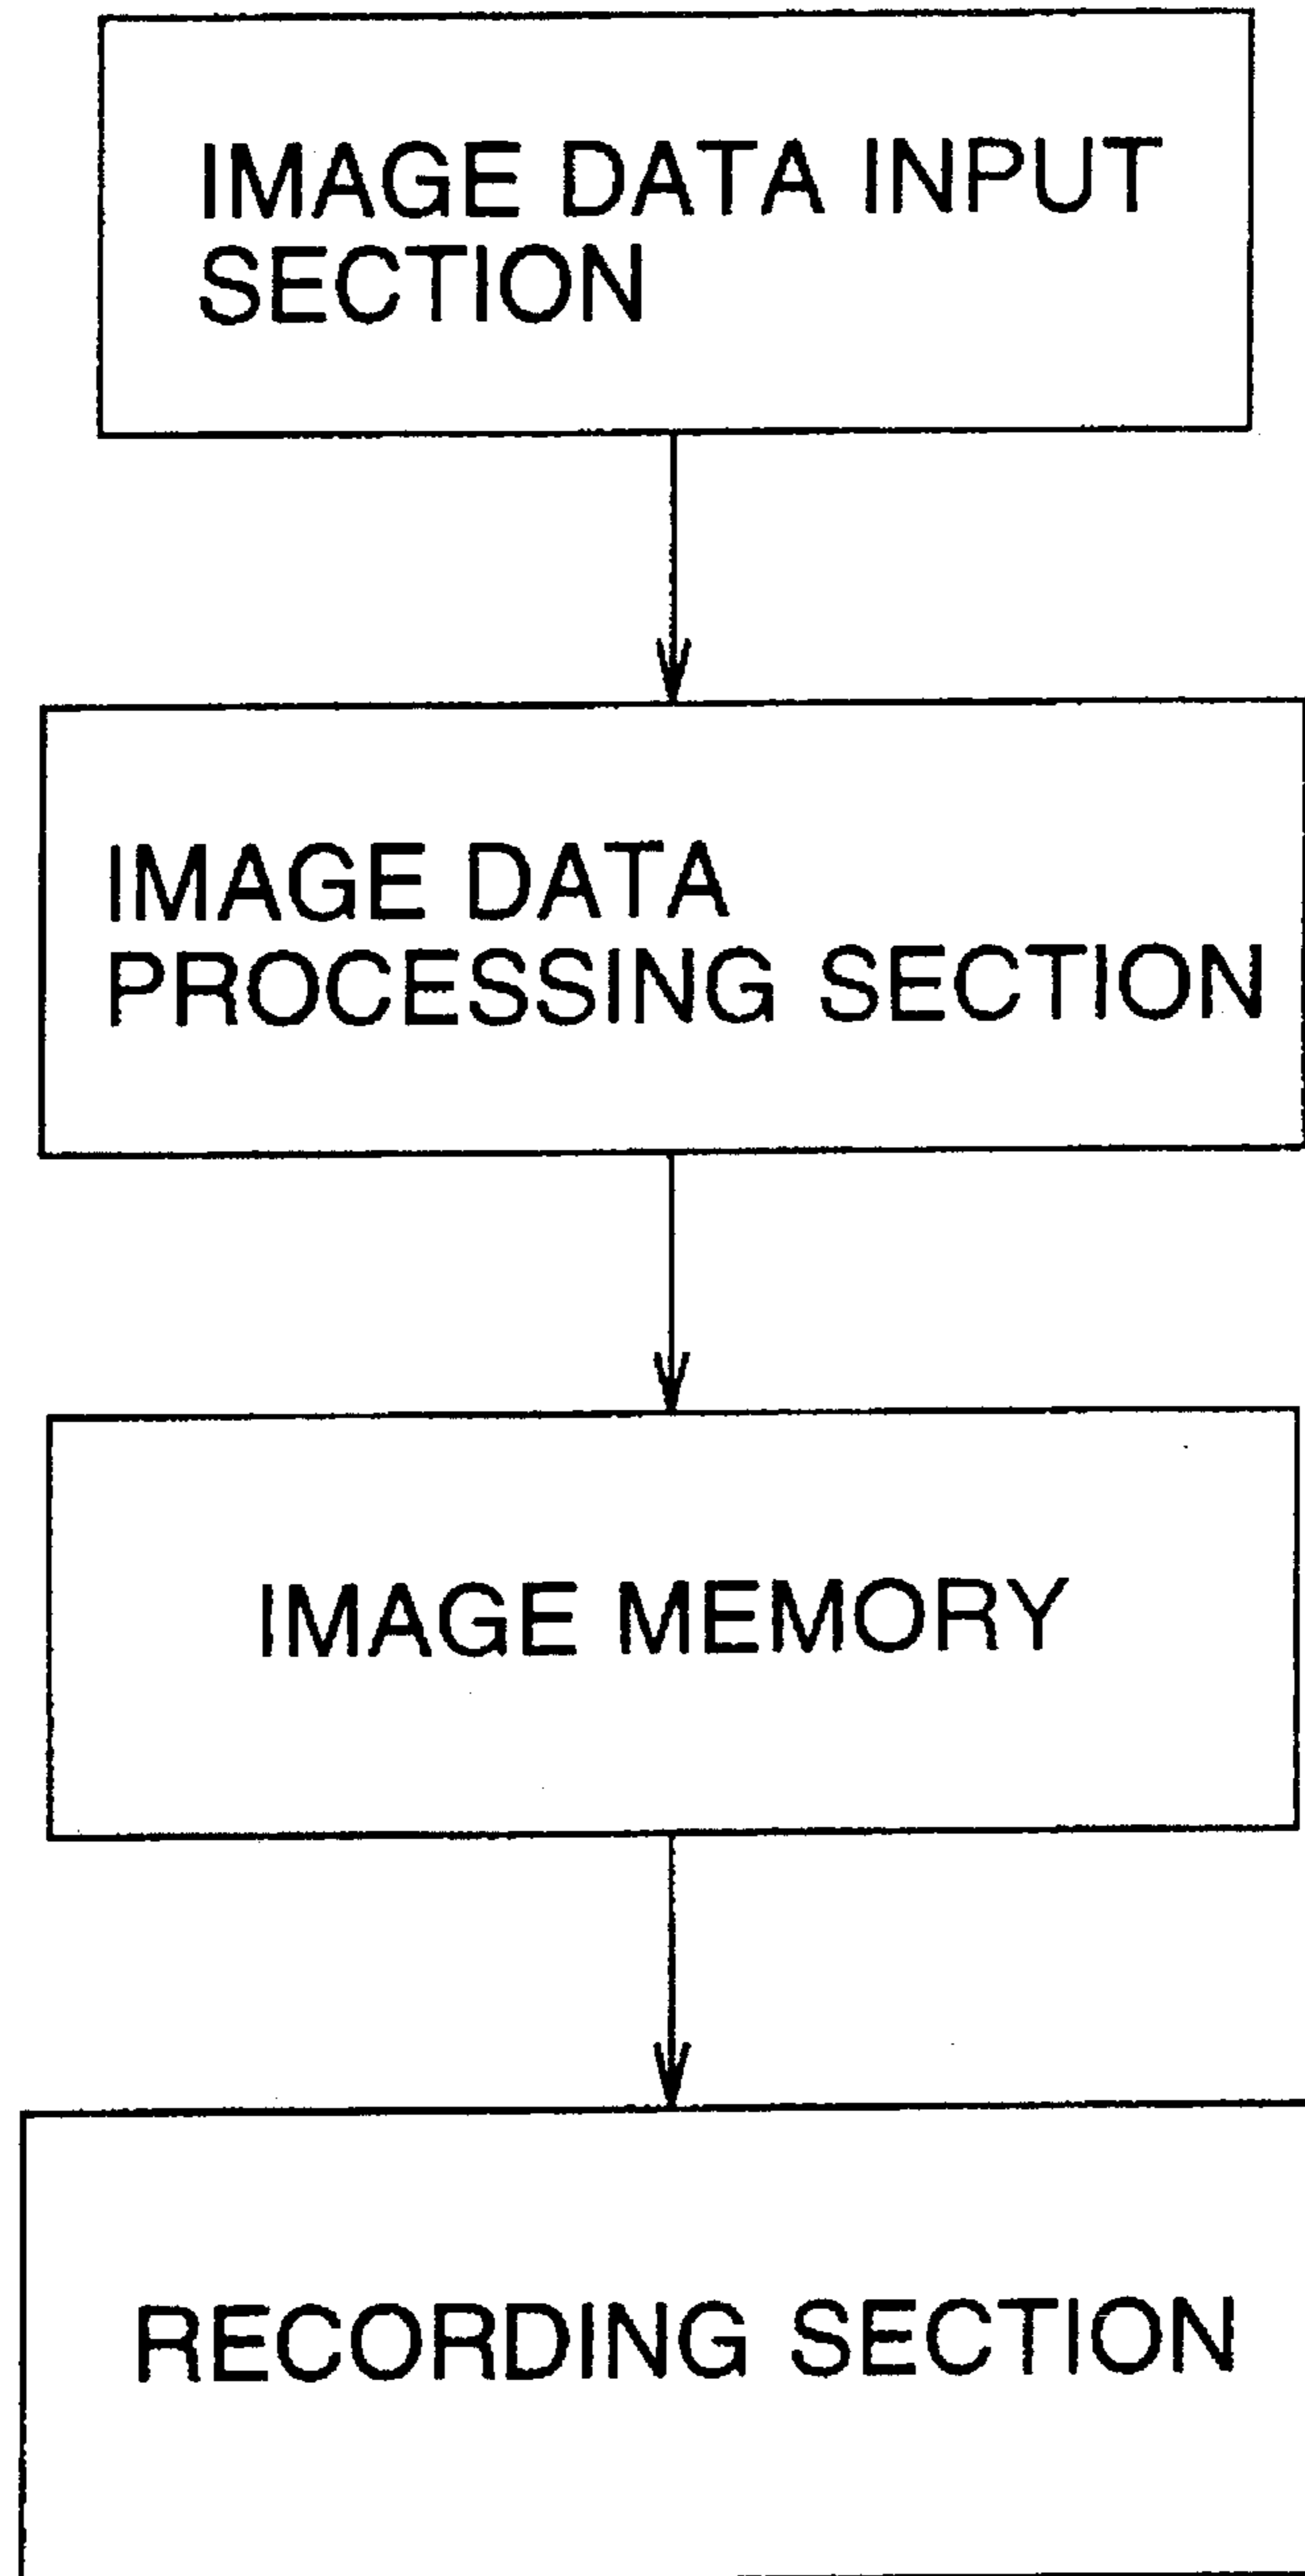 IMAGE DATA INPUT
SECTION
IMAGE DATA
PROCESSING SECTION
IMAGE MEMORY
RECORDING SECTION